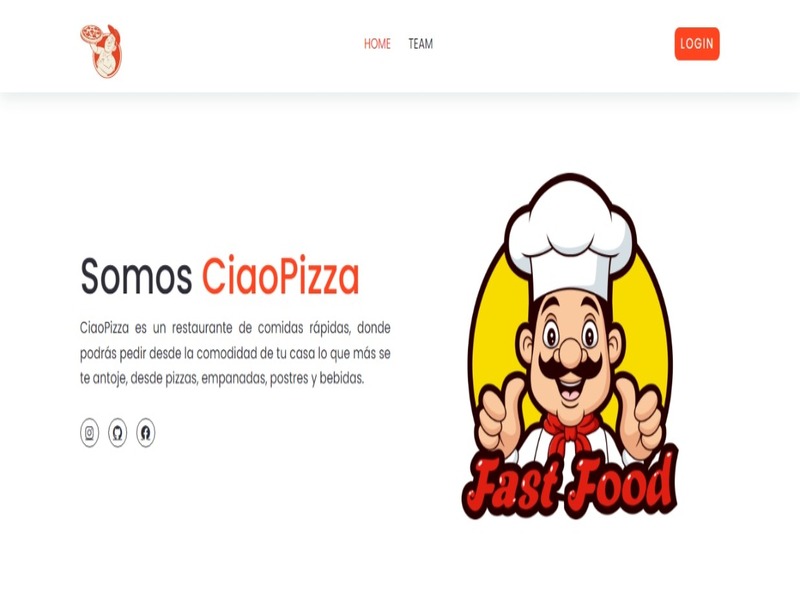 HOME TEAM LOGIN
Somos CiaoPizza
CiaoPizza es un restaurante de comidas rápidas, donde
podrás pedir desde la comodidad de tu casa lo que más se
te antoje, desde pizzas, empanadas, postres y bebidas.
Fast Food